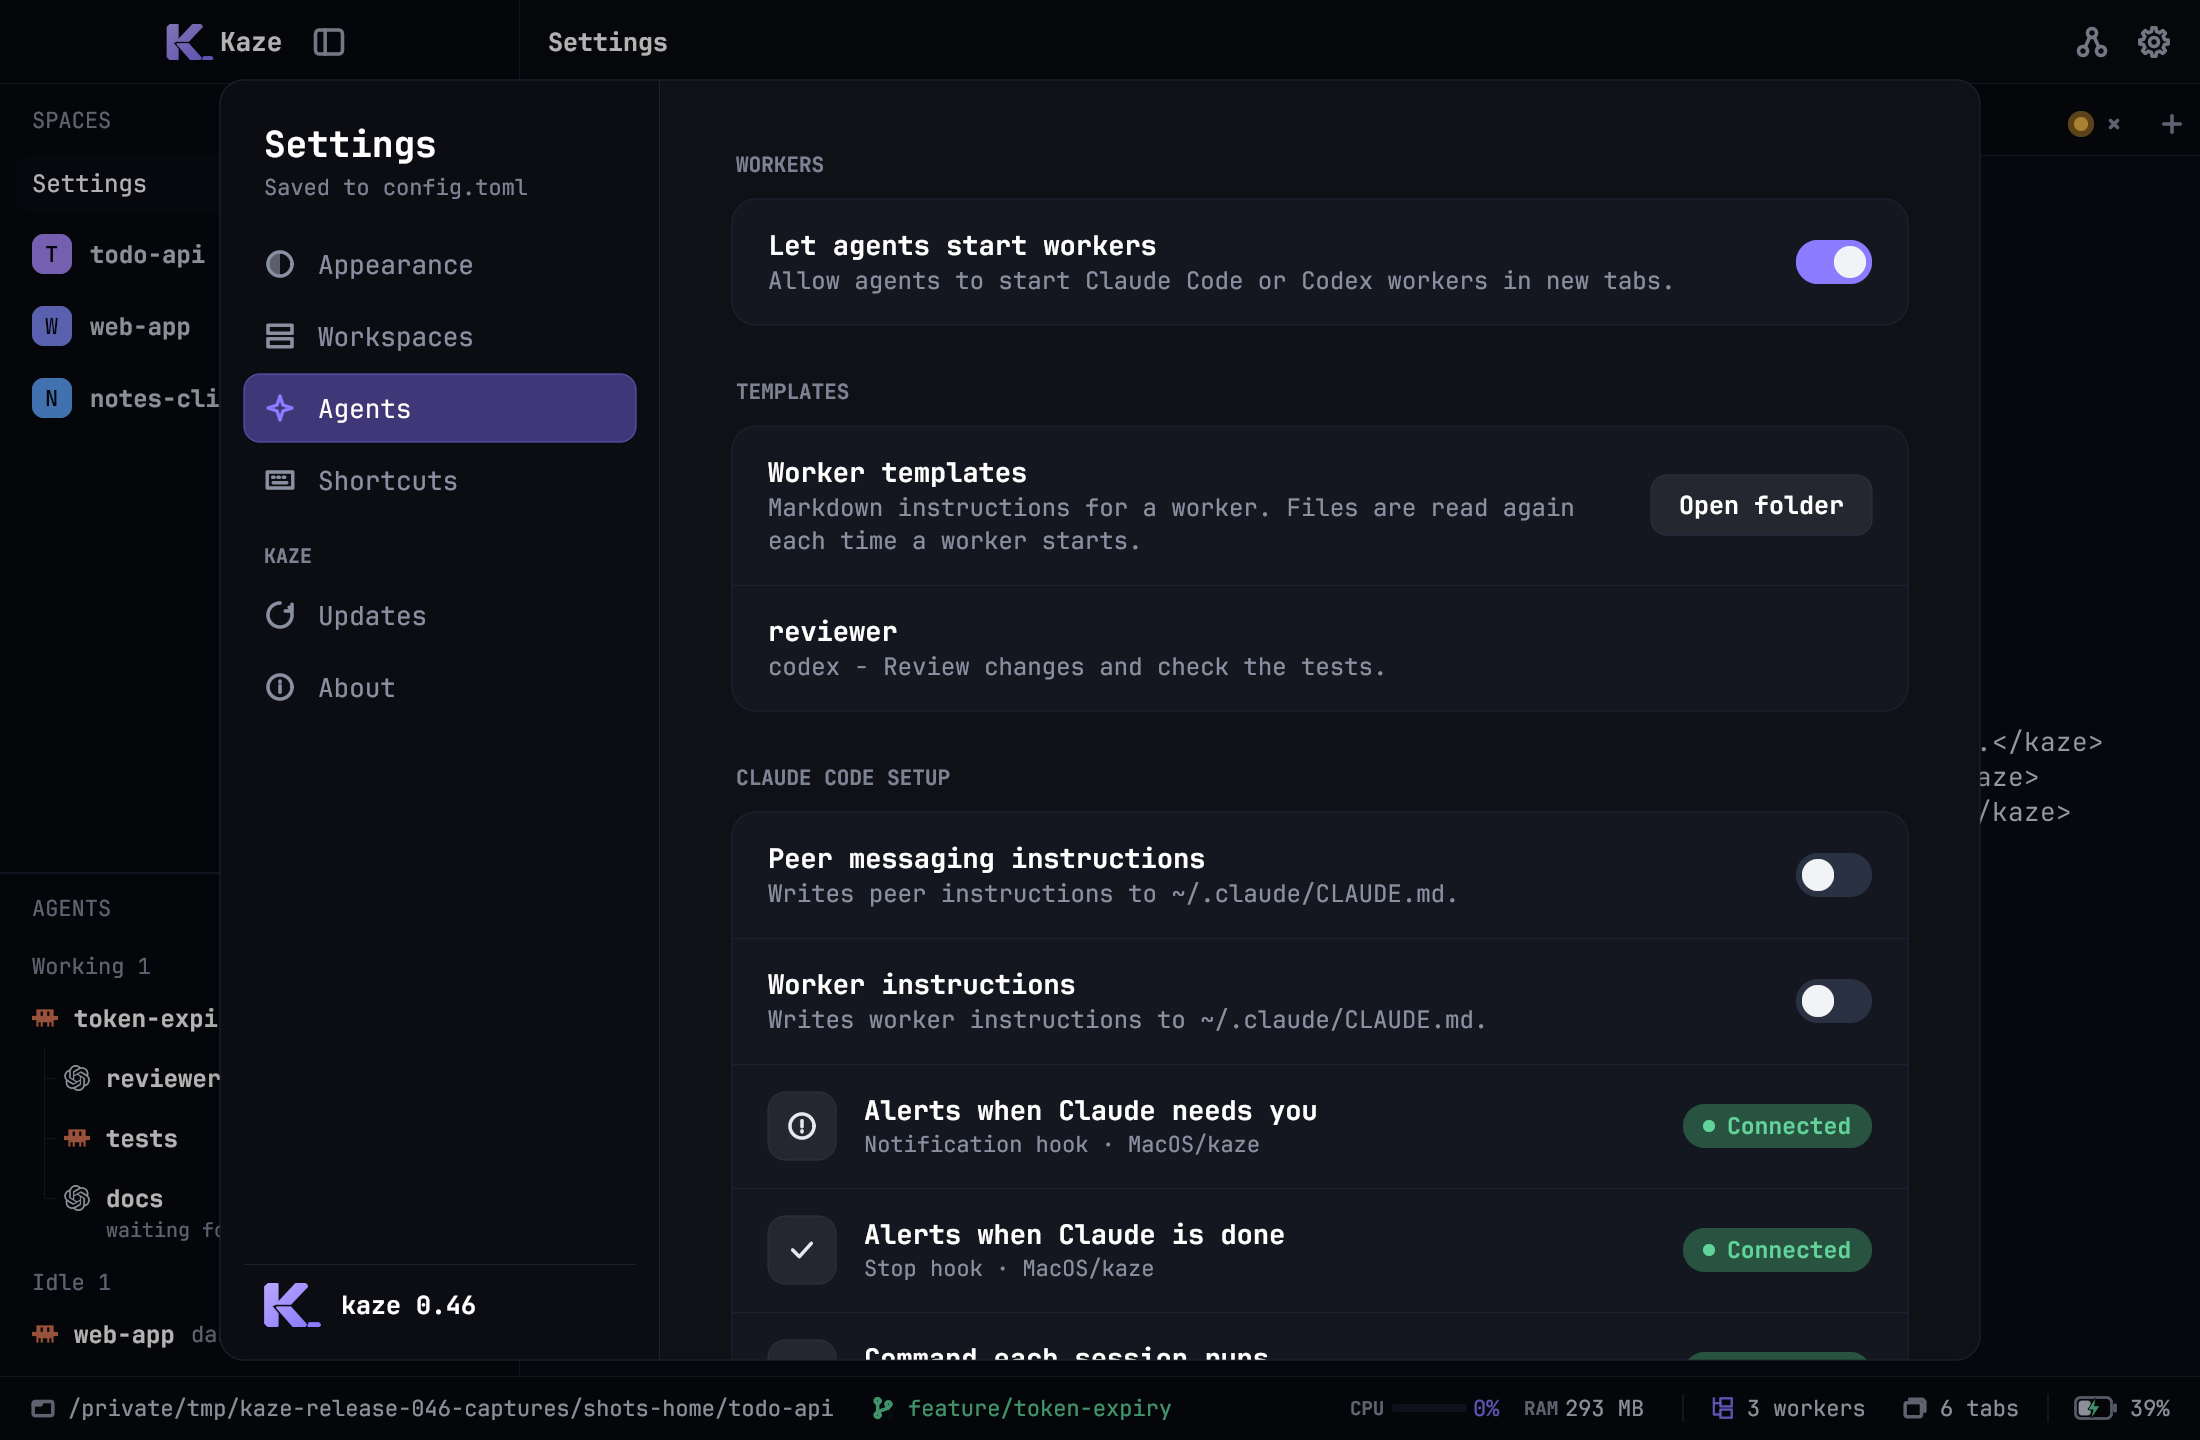 Kaze
Settings
SPACES
Settings
T todo-api
W web-app
N notes-cli
AGENTS
Working 1
token-expi
reviewer
tests
docs
waiting fo
Idle 1
web-app da
Settings
Saved to config.toml
Appearance
Workspaces
Agents
Shortcuts
KAZE
Updates
About
kaze 0.46
WORKERS
Let agents start workers
Allow agents to start Claude Code or Codex workers in new tabs.
TEMPLATES
Worker templates
Markdown instructions for a worker. Files are read again
each time a worker starts.
Open folder
reviewer
codex - Review changes and check the tests.
CLAUDE CODE SETUP
Peer messaging instructions
Writes peer instructions to ~/.claude/CLAUDE.md.
Worker instructions
Writes worker instructions to ~/.claude/CLAUDE.md.
Alerts when Claude needs you
Notification hook · MacOS/kaze
Connected
Alerts when Claude is done
Stop hook · MacOS/kaze
Connected
Command each session runs
.</kaze>
aze>
/kaze>
/private/tmp/kaze-release-046-captures/shots-home/todo-api
feature/token-expiry
CPU 0% RAM 293 MB
3 workers
6 tabs
39%